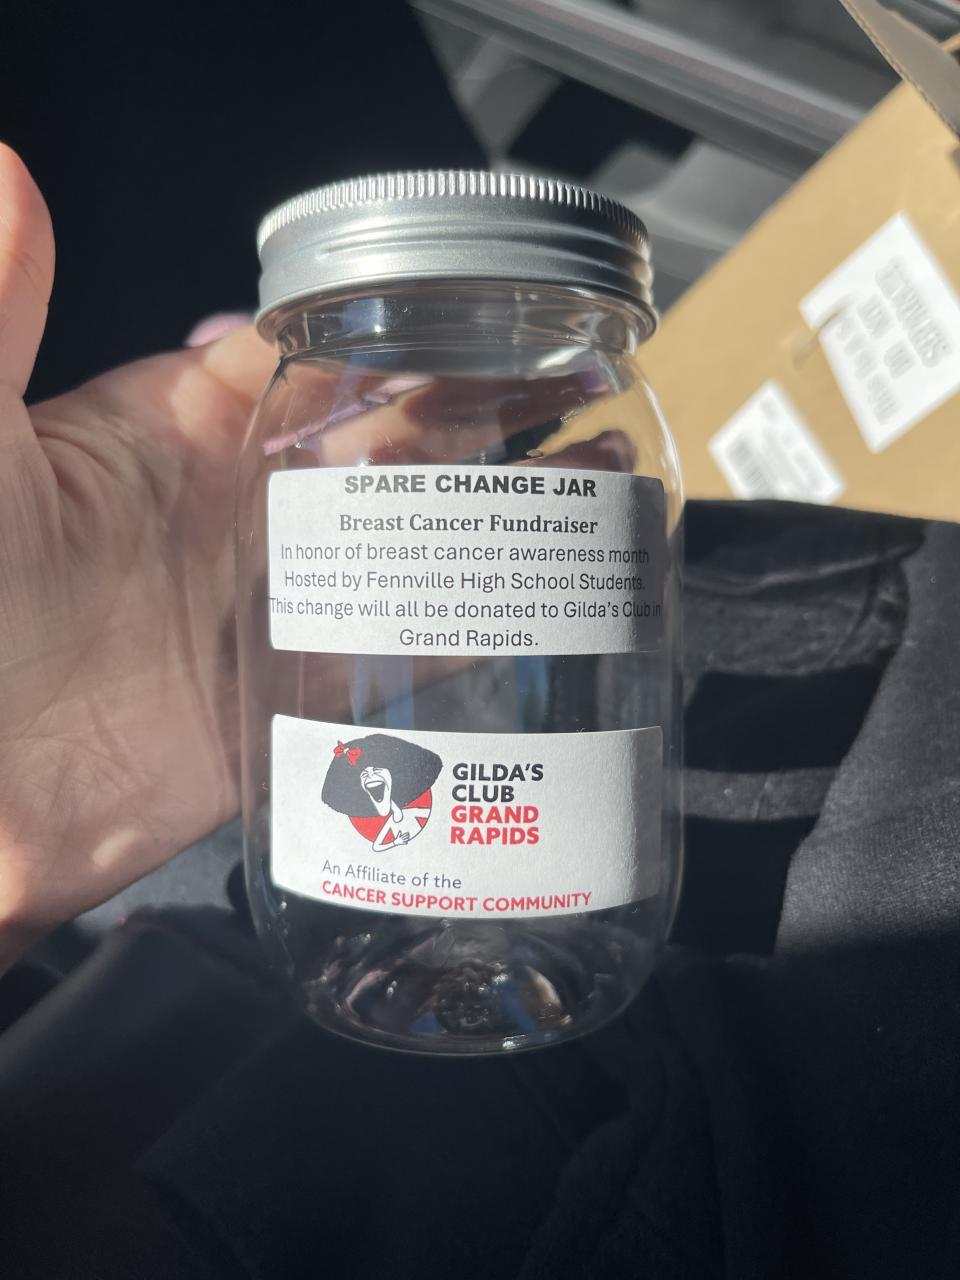 SPARE CHANGE JAR
Breast Cancer Fundraiser
In honor of breast cancer awareness month
Hosted by Fennville High School Students.
This change will all be donated to Gilda's Club in
Grand Rapids.
GILDA'S
CLUB
GRAND
RAPIDS
An Affiliate of the
CANCER SUPPORT COMMUNITY